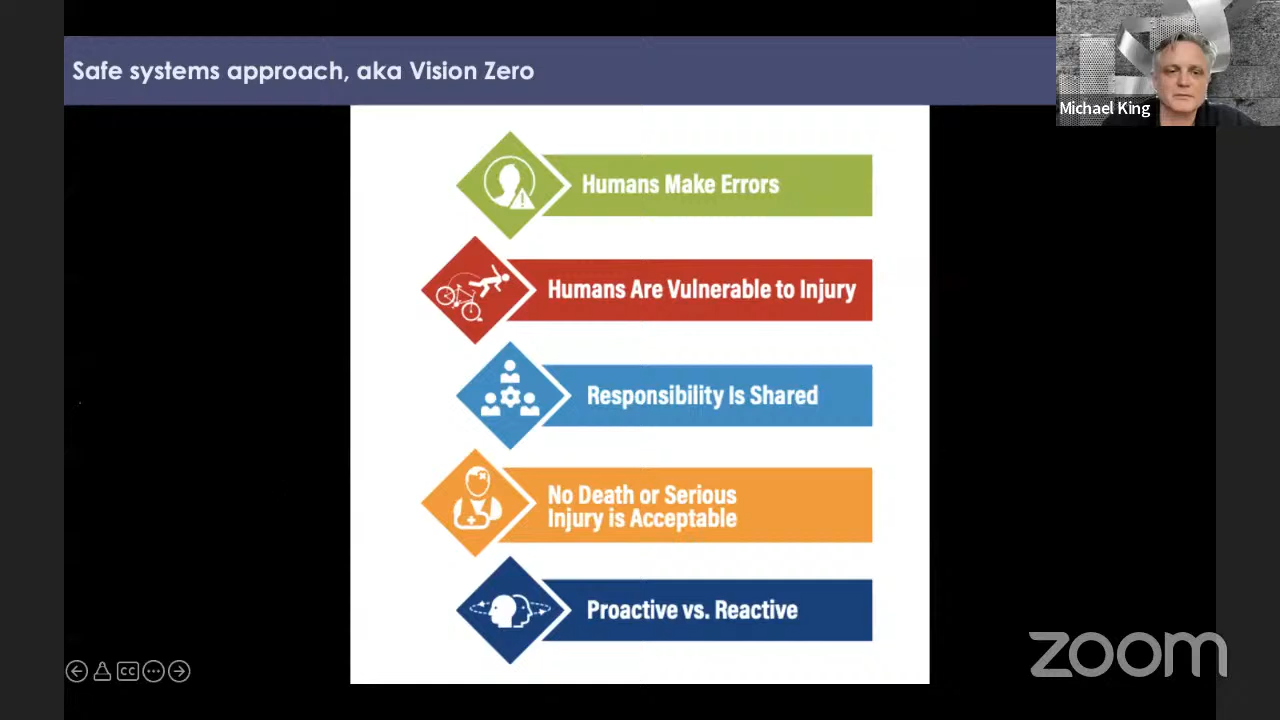 Safe systems approach, aka Vision Zero
Michael King
Humans Make Errors
Humans Are Vulnerable to Injury
Responsibility Is Shared
No Death or Serious
Injury is Acceptable
Proactive vs. Reactive
CC
zoom